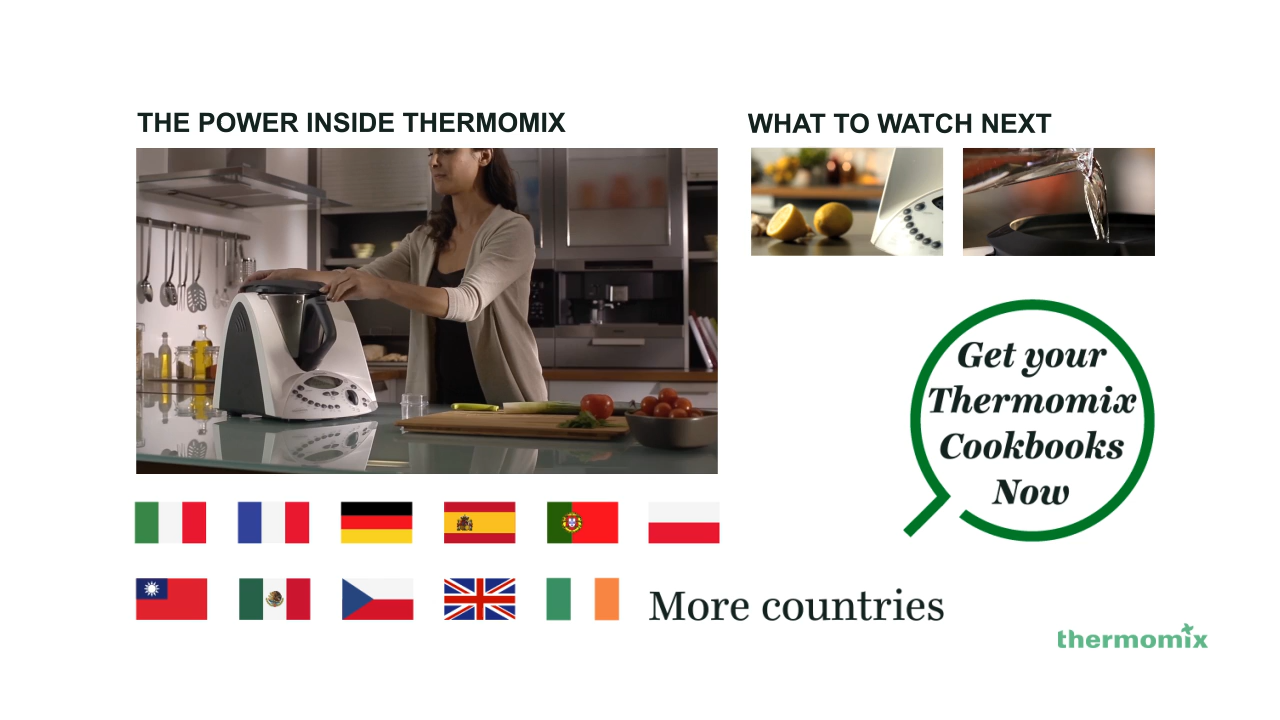 THE POWER INSIDE THERMOMIX
WHAT TO WATCH NEXT
Get your
Thermomix
Cookbooks
Now
More countries
thermomix